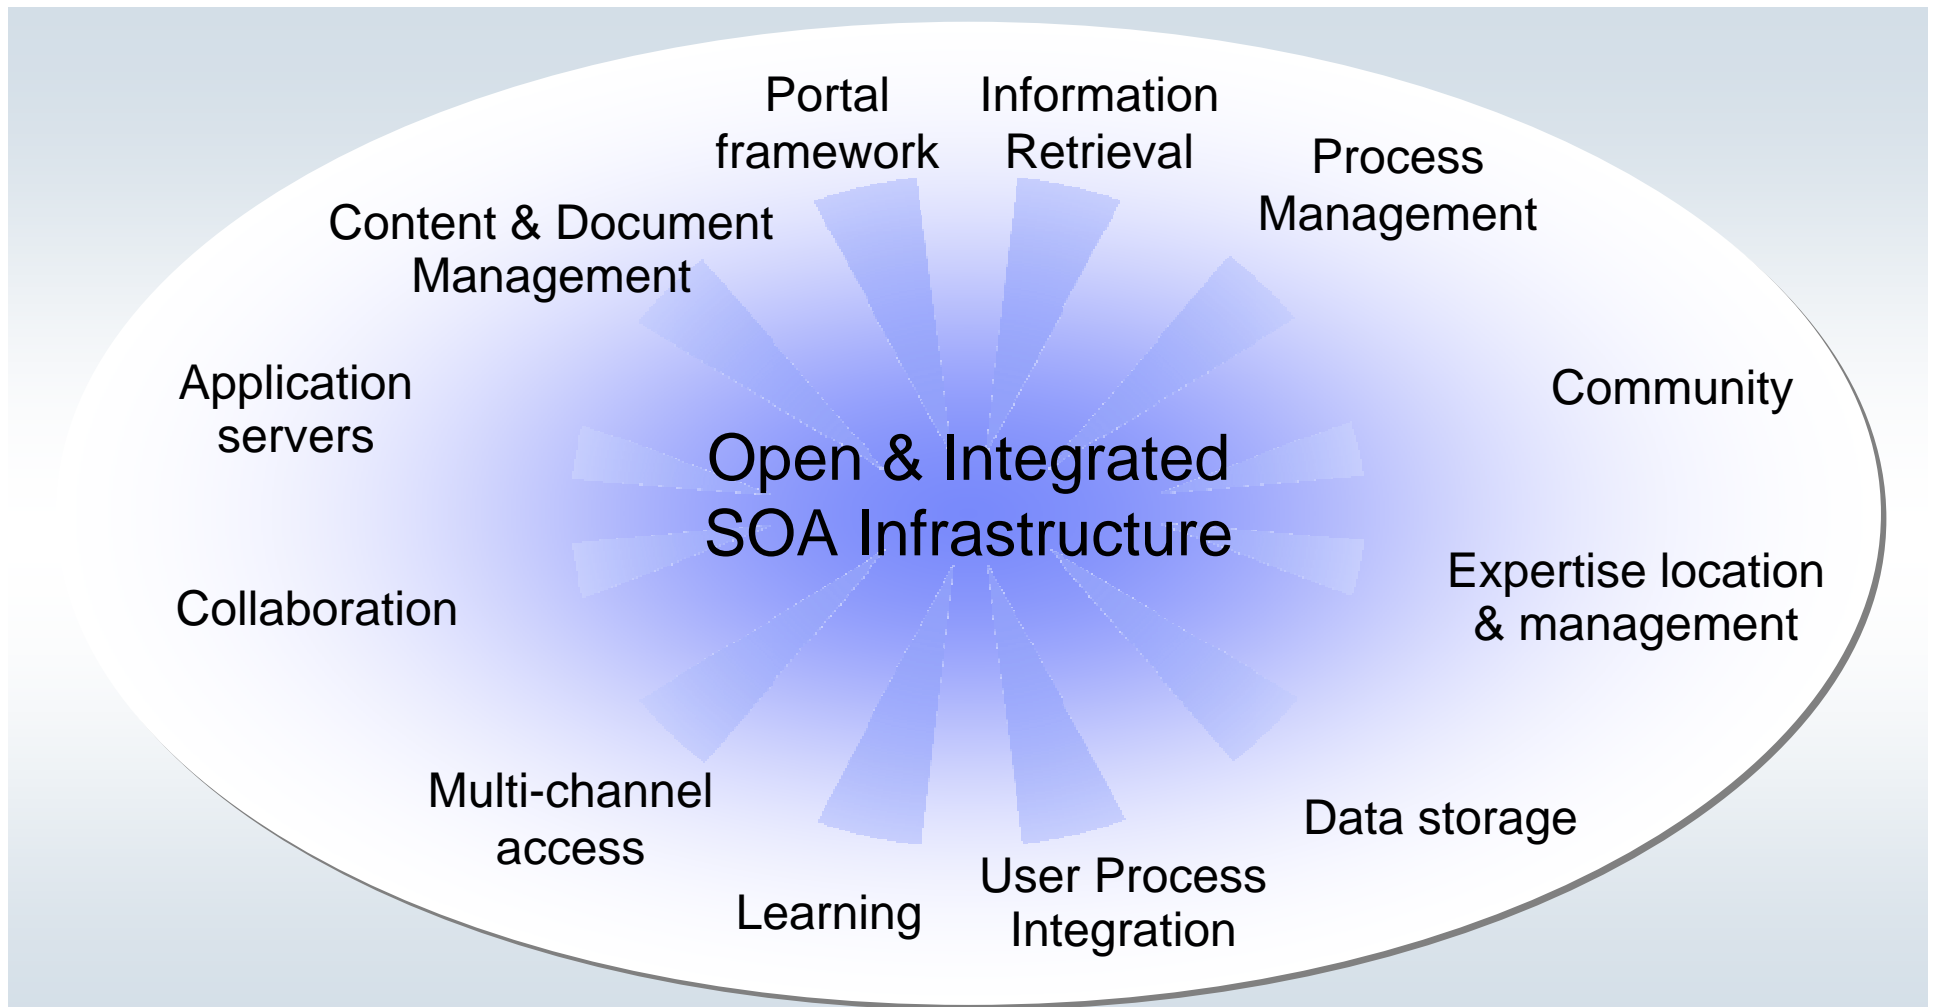 Portal
framework
Information
Retrieval
Process
Management
Content & Document
Management
Application
servers
Community
Open & Integrated
SOA Infrastructure
Collaboration
Expertise location
& management
Multi-channel
access
Data storage
Learning
User Process
Integration